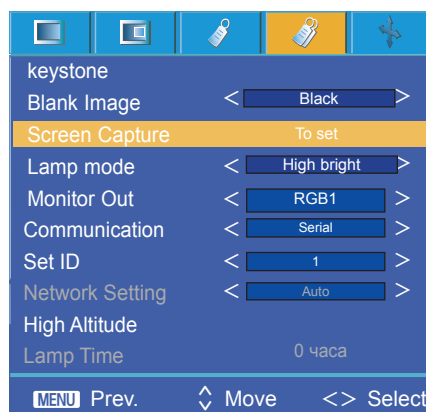 keystone
Blank Image < Black >
Screen Capture To set
Lamp mode < High bright >
Monitor Out < RGB1 >
Communication < Serial >
Set ID < 1 >
Network Setting < Auto >
High Altitude
Lamp Time 0 часа
MENU Prev. Move <> Select